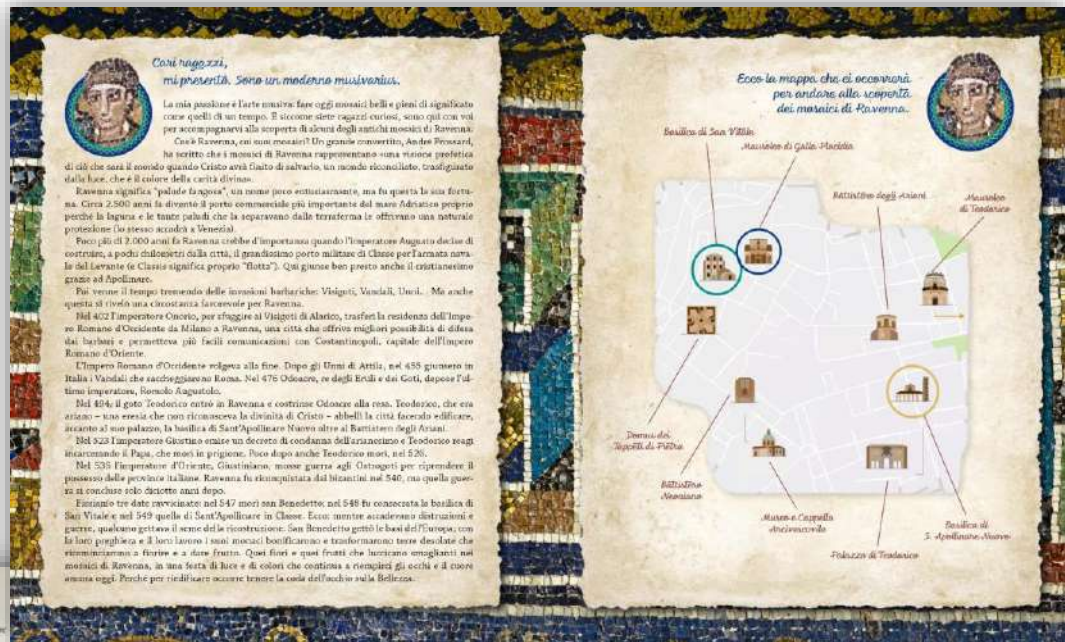 Cari ragazzi,
mi presento. Sono un moderno musivarius.
La mia passione è l'arte musiva: fare oggi mosaici belli e pieni di significato
come quelli di un tempo. E siccome siete ragazzi curiosi, sono qui con voi
per accompagnarvi alla scoperta di alcuni degli antichi mosaici di Ravenna.
Cos'è Ravenna, coi suoi mosaici? Un grande convertito, André Frossard,
ha scritto che i mosaici di Ravenna rappresentano «una visione profetica
di ciò che sarà il mondo quando Cristo avrà finito di salvarlo, un mondo riconciliato, trasfigurato
dalla luce, che è il colore della carità divina».
Ravenna significa "palude fangosa", un nome poco entusiasmante, ma fu questa la sua fortu-
na. Circa 2.500 anni fa diventò il porto commerciale più importante del mare Adriatico proprio
perché la laguna e le tante paludi che la separavano dalla terraferma le offrivano una naturale
protezione (lo stesso accadrà a Venezia).
Poco più di 2.000 anni fa Ravenna crebbe d'importanza quando l'imperatore Augusto decise di
costruire, a pochi chilometri dalla città, il grandissimo porto militare di Classe per l'armata nava-
le del Levante (e Classis significa proprio "flotta"). Qui giunse ben presto anche il cristianesimo
grazie ad Apollinare.
Poi venne il tempo tremendo delle invasioni barbariche: Visigoti, Vandali, Unni... Ma anche
questa si rivelò una circostanza favorevole per Ravenna.
Nel 402 l'imperatore Onorio, per sfuggire ai Visigoti di Alarico, trasferì la residenza dell'Impe-
ro Romano d'Occidente da Milano a Ravenna, una città che offriva migliori possibilità di difesa
dai barbari e permetteva più facili comunicazioni con Costantinopoli, capitale dell'Impero
Romano d'Oriente.
L'Impero Romano d'Occidente volgeva alla fine. Dopo gli Unni di Attila, nel 455 giunsero in
Italia i Vandali che saccheggiarono Roma. Nel 476 Odoacre, re degli Eruli e dei Goti, depose l'ul-
timo imperatore, Romolo Augustolo.
Nel 494, il goto Teodorico entrò in Ravenna e costrinse Odoacre alla resa. Teodorico, che era
ariano – una eresia che non riconosceva la divinità di Cristo – abbellì la città facendo edificare,
accanto al suo palazzo, la basilica di Sant'Apollinare Nuovo oltre al Battistero degli Ariani.
Nel 523 l'imperatore Giustino emise un decreto di condanna dell'arianesimo e Teodorico reagì
incarcerando il Papa, che morì in prigione. Poco dopo anche Teodorico morì, nel 526.
Nel 535 l'imperatore d'Oriente, Giustiniano, mosse guerra agli Ostrogoti per riprendere il
possesso delle province italiane. Ravenna fu riconquistata dai bizantini nel 540, ma quella guer-
ra si concluse solo diciotto anni dopo.
Fissiamo tre date ravvicinate: nel 547 morì san Benedetto; nel 548 fu consacrata la basilica di
San Vitale e nel 549 quella di Sant'Apollinare in Classe. Ecco: mentre accadevano distruzioni e
guerre, qualcuno gettava il seme della ricostruzione. San Benedetto gettò le basi dell'Europa; con
la loro preghiera e il loro lavoro i suoi monaci bonificarono e trasformarono terre desolate che
ricominciarono a fiorire e a dare frutto. Quei fiori e quei frutti che luccicano smaglianti nei
mosaici di Ravenna, in una festa di luce e di colori che continua a riempirci gli occhi e il cuore
ancora oggi. Perché per riedificare occorre tenere la coda dell'occhio sulla Bellezza.
Ecco la mappa che ci occorrerà
per andare alla scoperta
dei mosaici di Ravenna.
Basilica di San Vitale
Mausoleo di Galla Placidia
Battistero degli Ariani
Mausoleo
di Teodorico
Domus dei
Tappeti di Pietra
Battistero
Neoniano
Museo e Cappella
Arcivescovile
Palazzo di Teodorico
Basilica di
S. Apollinare Nuovo